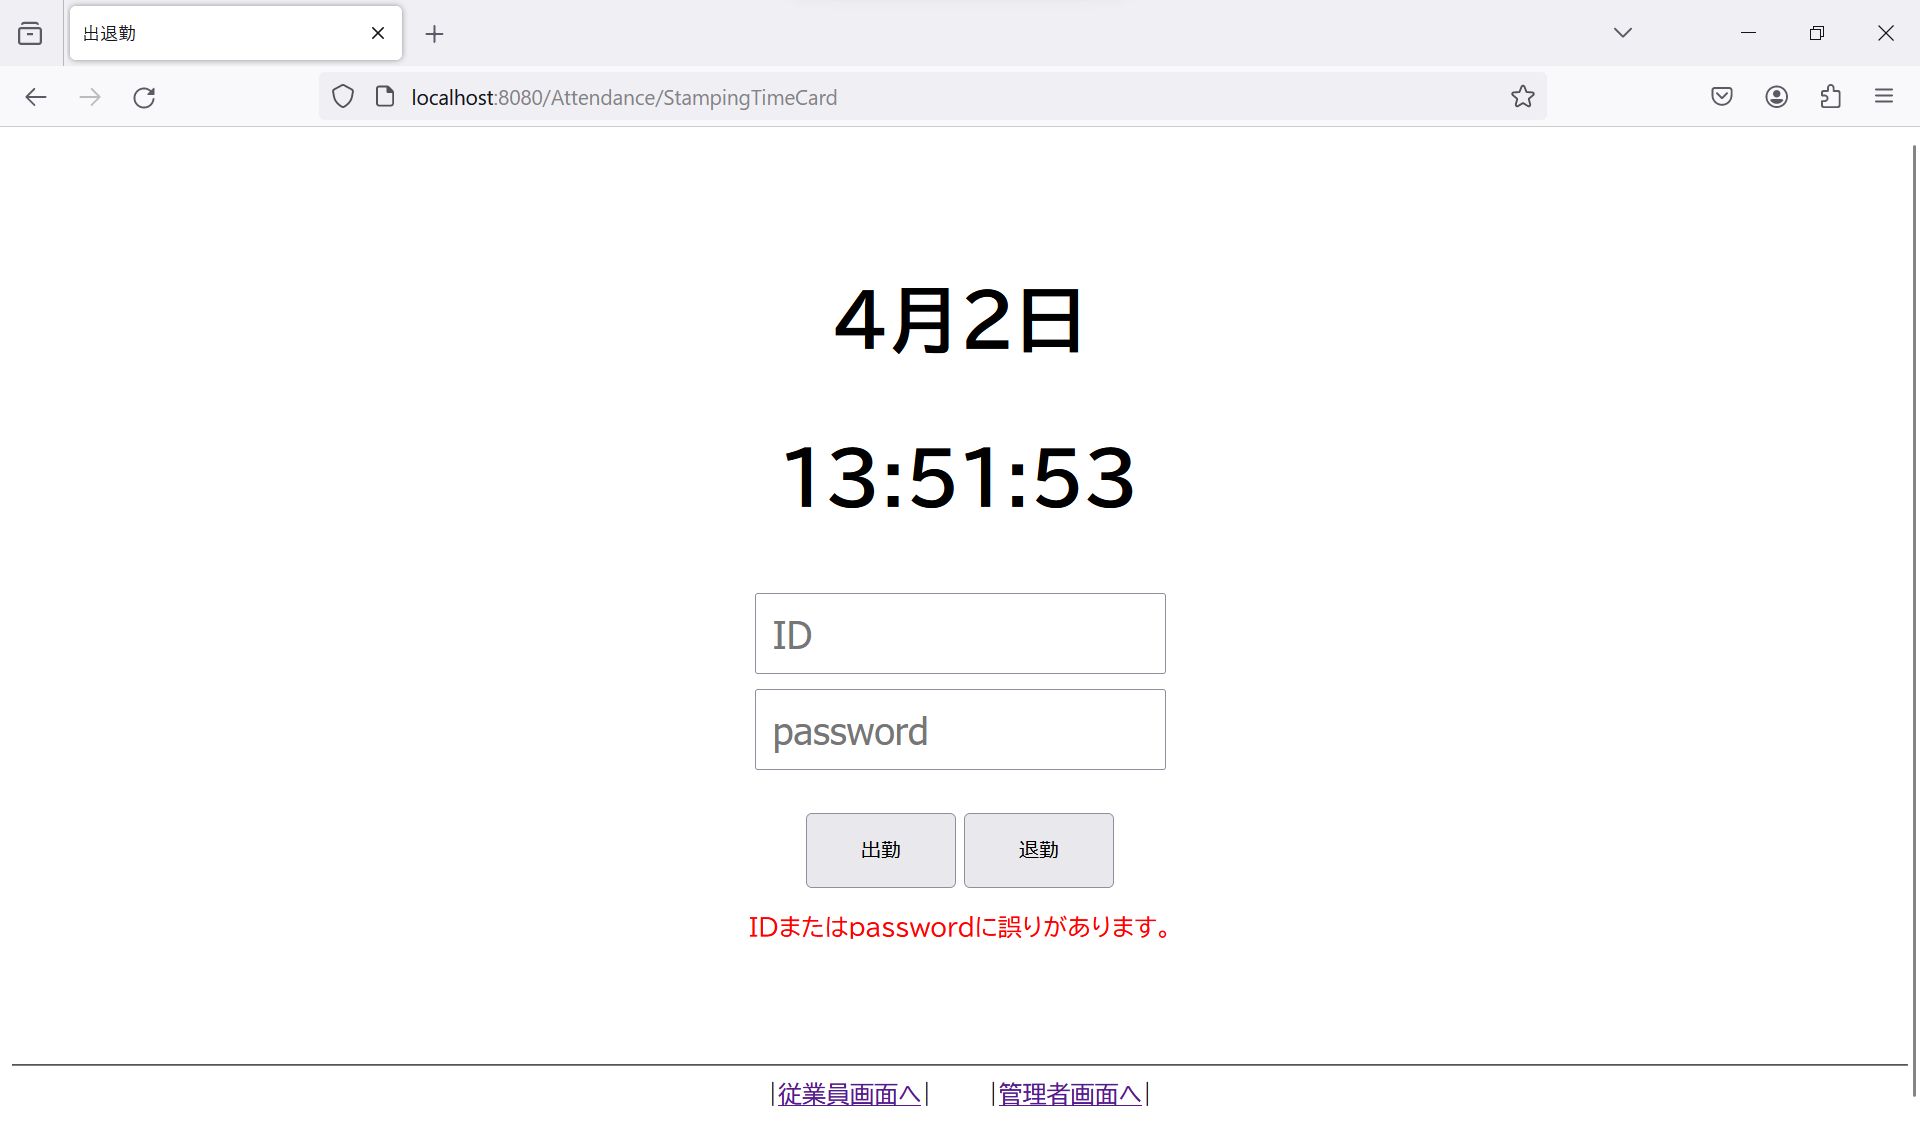 出退勤
localhost:8080/Attendance/StampingTimeCard
4月2日
13:51:53
ID
password
出勤 退勤
IDまたはpasswordに誤りがあります。
|従業員画面へ| |管理者画面へ|